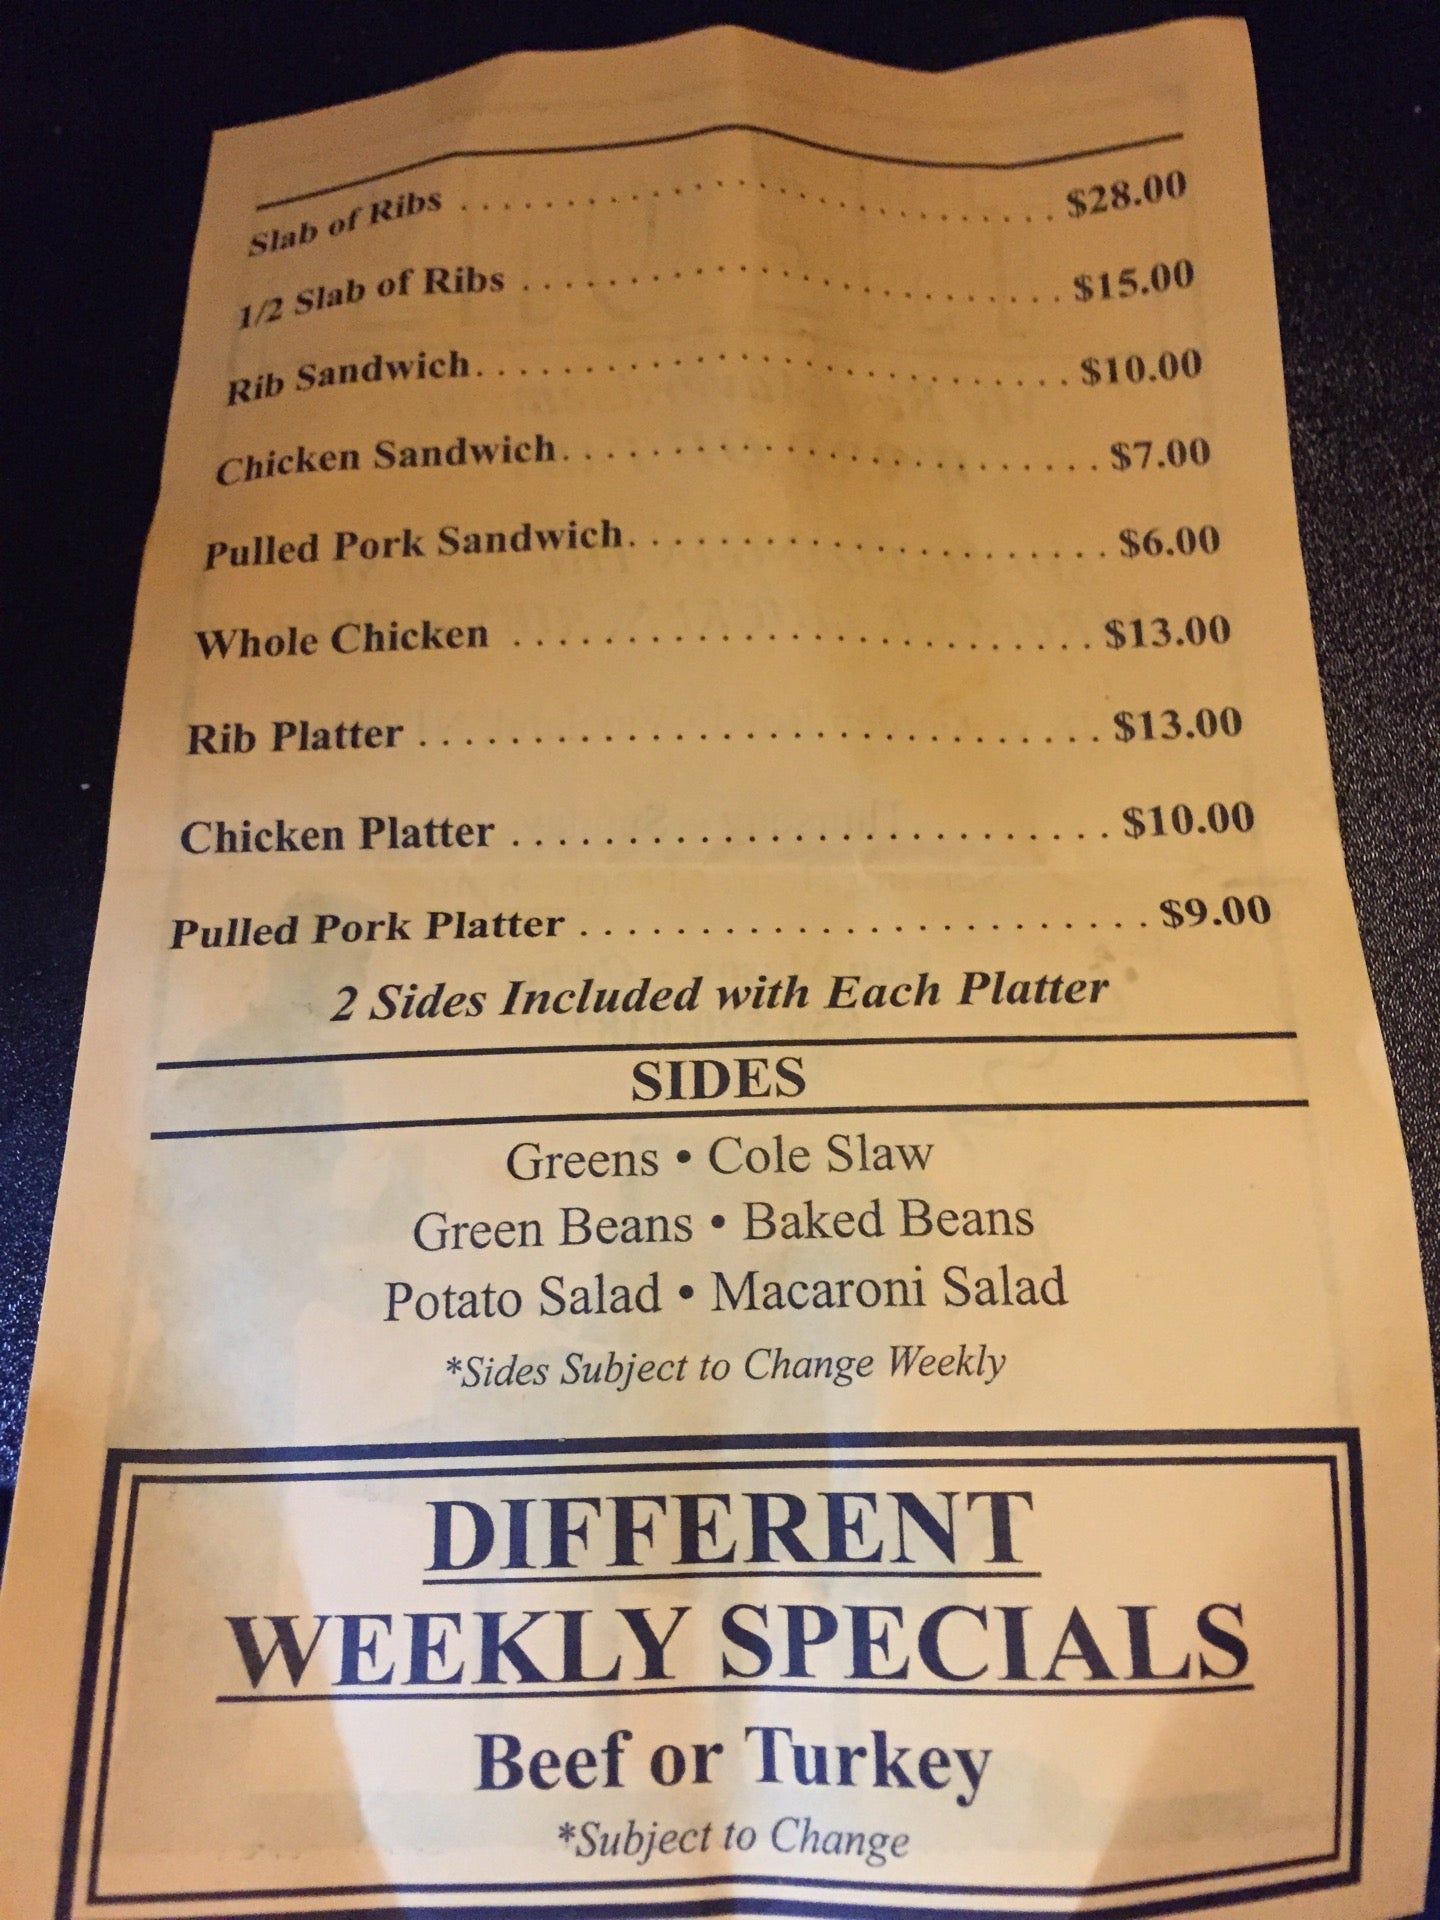 Slab of Ribs . . . . . . . . . . . . . . . . . . . . . . . . . . . . $28.00
1/2 Slab of Ribs . . . . . . . . . . . . . . . . . . . . . . . . . $15.00
Rib Sandwich. . . . . . . . . . . . . . . . . . . . . . . . . . . $10.00
Chicken Sandwich. . . . . . . . . . . . . . . . . . . . . . . . $7.00
Pulled Pork Sandwich. . . . . . . . . . . . . . . . . . . . . $6.00
Whole Chicken . . . . . . . . . . . . . . . . . . . . . . . . . $13.00
Rib Platter . . . . . . . . . . . . . . . . . . . . . . . . . . . . . . $13.00
Chicken Platter . . . . . . . . . . . . . . . . . . . . . . . . . . $10.00
Pulled Pork Platter . . . . . . . . . . . . . . . . . . . . . . . . $9.00
2 Sides Included with Each Platter
SIDES
Greens • Cole Slaw
Green Beans • Baked Beans
Potato Salad • Macaroni Salad
*Sides Subject to Change Weekly
DIFFERENT
WEEKLY SPECIALS
Beef or Turkey
*Subject to Change